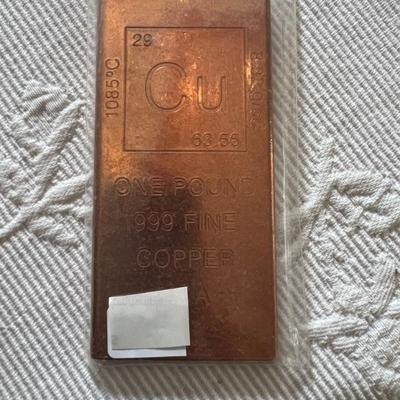 29
Cu
63.55
1085°C
ONE POUND
999 FINE
COPPER